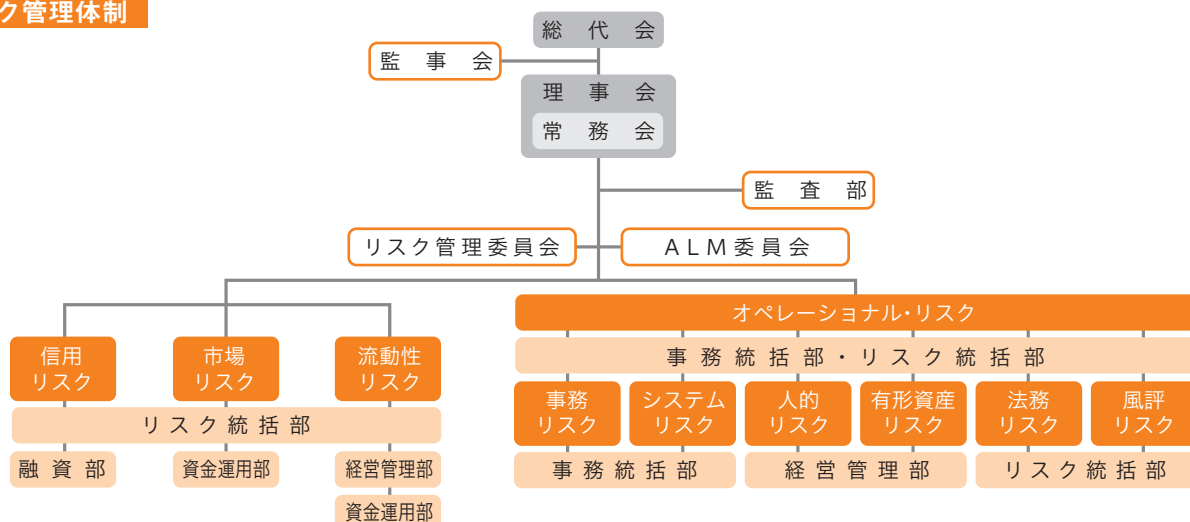 ク管理体制
総代会
監事会
理事会
常務会
監査部
リスク管理委員会
ALM委員会
オペレーショナル・リスク
事務統括部・リスク統括部
信用
リスク
市場
リスク
流動性
リスク
リスク統括部
融資部
資金運用部
経営管理部
資金運用部
事務
リスク
システム
リスク
人的
リスク
有形資産
リスク
法務
リスク
風評
リスク
事務統括部
経営管理部
リスク統括部